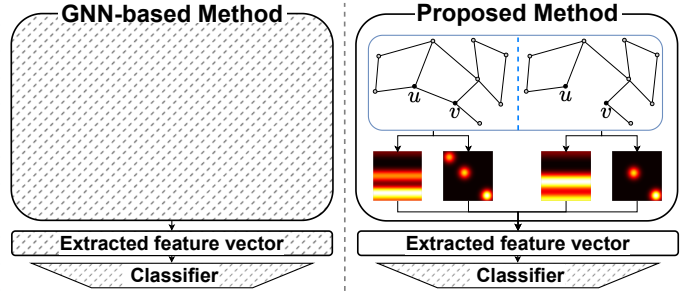 GNN-based Method
Extracted feature vector
Classifier
Proposed Method
u
v
u
v
Extracted feature vector
Classifier